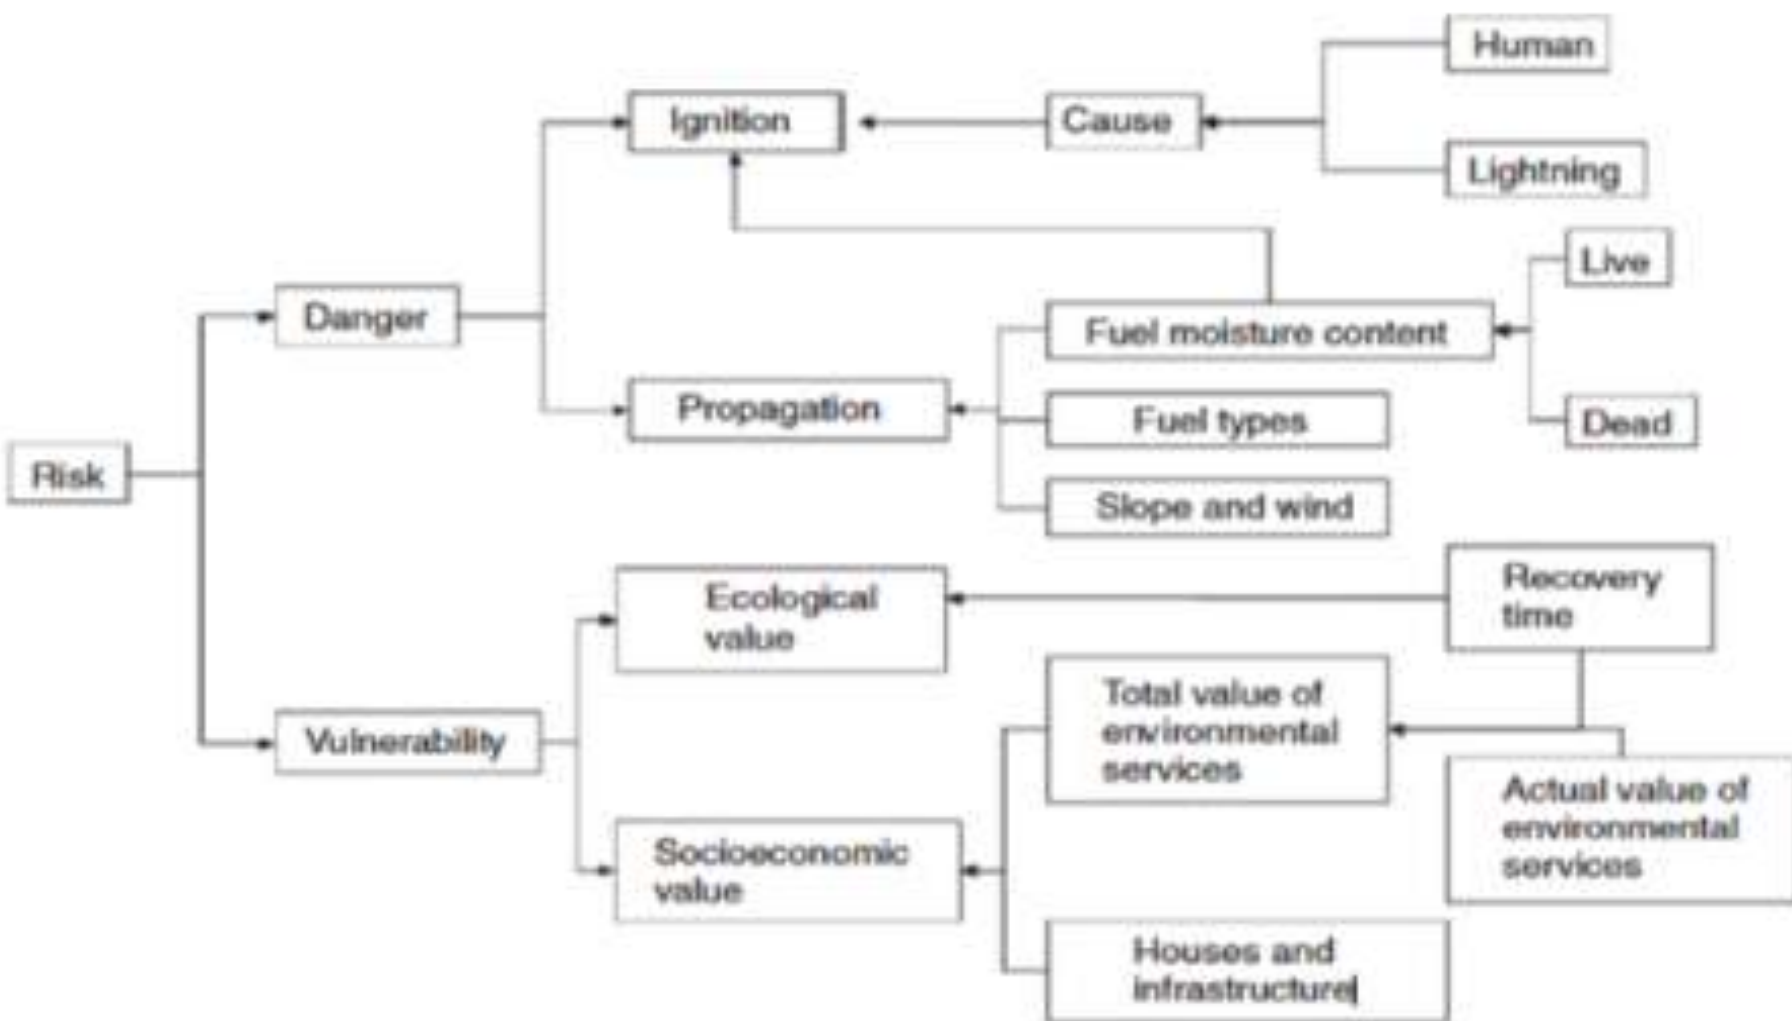 Human
Ignition
Cause
Lightning
Live
Danger
Fuel moisture content
Propagation
Fuel types
Dead
Risk
Slope and wind
Ecological
value
Recovery
time
Total value of
environmental
services
Vulnerability
Actual value of
environmental
services
Socioeconomic
value
Houses and
infrastructure